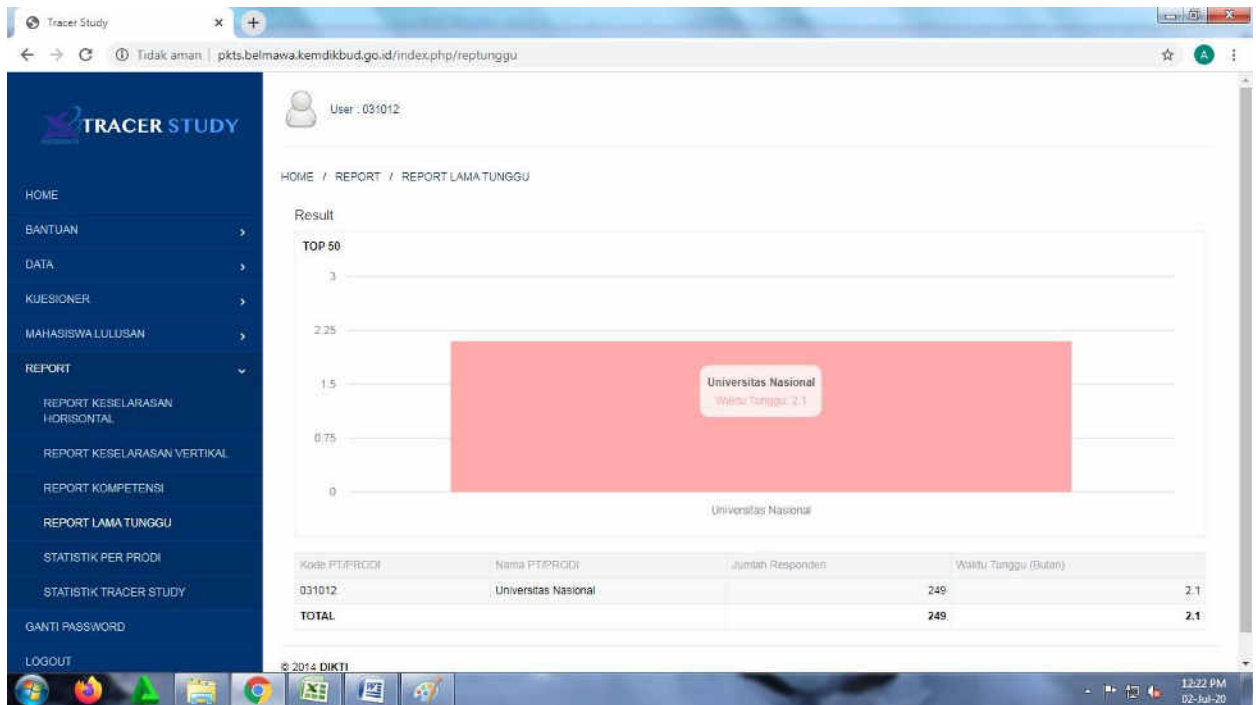 Tracer Study
Tidak aman | pkts.belmawa.kemdikbud.go.id/index.php/reptunggu
A
TRACER STUDY
User : 031012
HOME / REPORT / REPORT LAMA TUNGGU
HOME
BANTUAN
DATA
KUESIONER
MAHASISWA LULUSAN
REPORT
REPORT KESELARASAN
HORISONTAL
REPORT KESELARASAN VERTIKAL
REPORT KOMPETENSI
REPORT LAMA TUNGGU
STATISTIK PER PRODI
STATISTIK TRACER STUDY
GANTI PASSWORD
LOGOUT
Result
TOP 50
3
2.25
1.5
0.75
0
Universitas Nasional
Waktu Tunggu: 2.1
Universitas Nasional
Kode PT/PRODI Nama PT/PRODI Jumlah Responden Waktu Tunggu (Bulan)
031012 Universitas Nasional 249 2.1
TOTAL 249 2.1
© 2014 DIKTI
12:22 PM
02-Jul-20